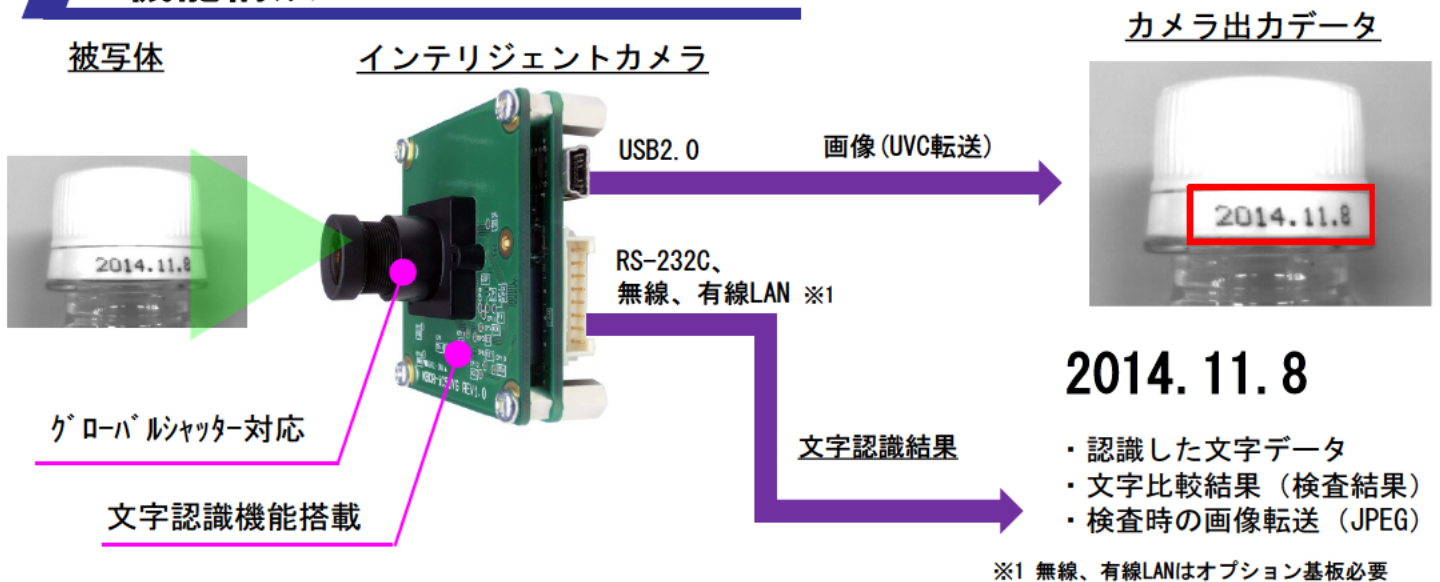 被写体
インテリジェントカメラ
カメラ出力データ
USB2.0
画像(UVC転送)
2014.11.8
2014.11.8
RS-232C、
無線、有線LAN ※1
2014.11.8
グローバルシャッター対応
文字認識機能搭載
文字認識結果
・認識した文字データ
・文字比較結果（検査結果）
・検査時の画像転送（JPEG）
※1 無線、有線LANはオプション基板必要